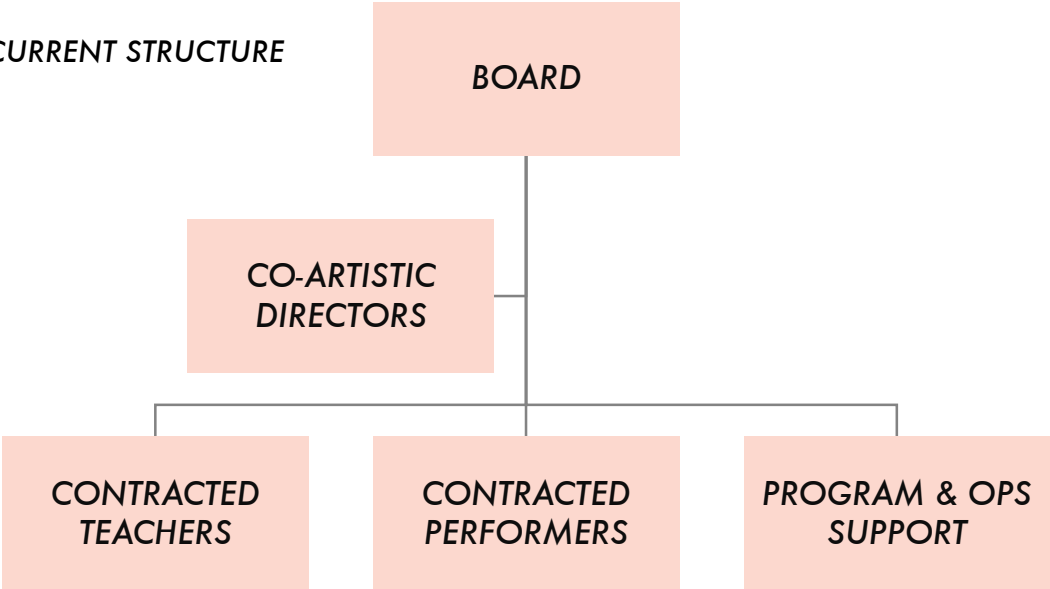 CURRENT STRUCTURE
BOARD
CO-ARTISTIC
DIRECTORS
CONTRACTED
TEACHERS
CONTRACTED
PERFORMERS
PROGRAM & OPS
SUPPORT